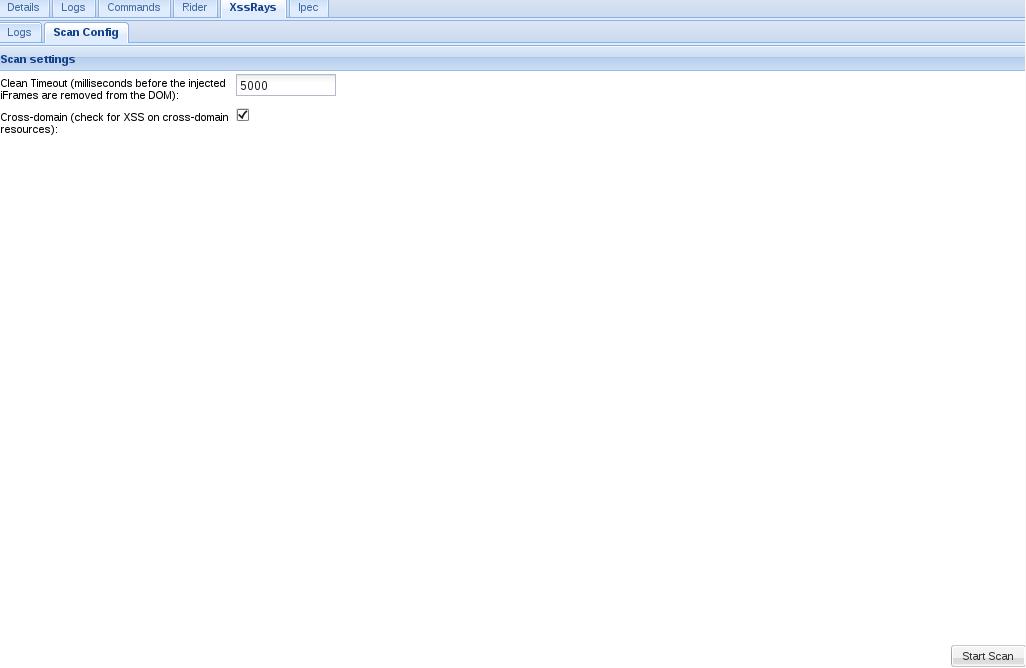 Details Logs Commands Rider XssRays Ipec
Logs Scan Config
Scan settings
Clean Timeout (milliseconds before the injected
iFrames are removed from the DOM):
5000
Cross-domain (check for XSS on cross-domain
resources):
Start Scan